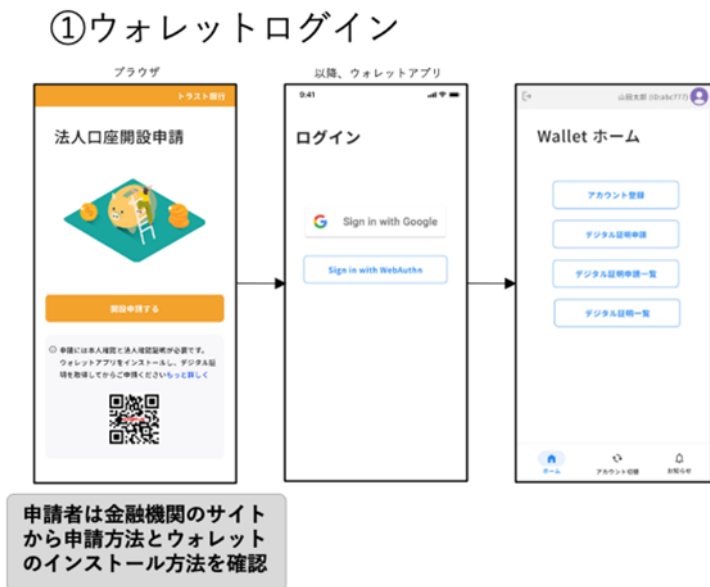 ①ウォレットログイン
ブラウザ
以降、ウォレットアプリ
トラスト銀行
法人口座開設申請
開設申請する
申請には本人確認と法人確認証明が必要です。
ウォレットアプリをインストールし、デジタル証
明を取得してからご申請くださいもっと詳しく
9:41
ログイン
Sign in with Google
Sign in with WebAuthn
山田太郎 (ID:abc777)
Wallet ホーム
アカウント登録
デジタル証明申請
デジタル証明申請一覧
デジタル証明一覧
ホーム
アカウント切替
お知らせ
申請者は金融機関のサイト
から申請方法とウォレット
のインストール方法を確認